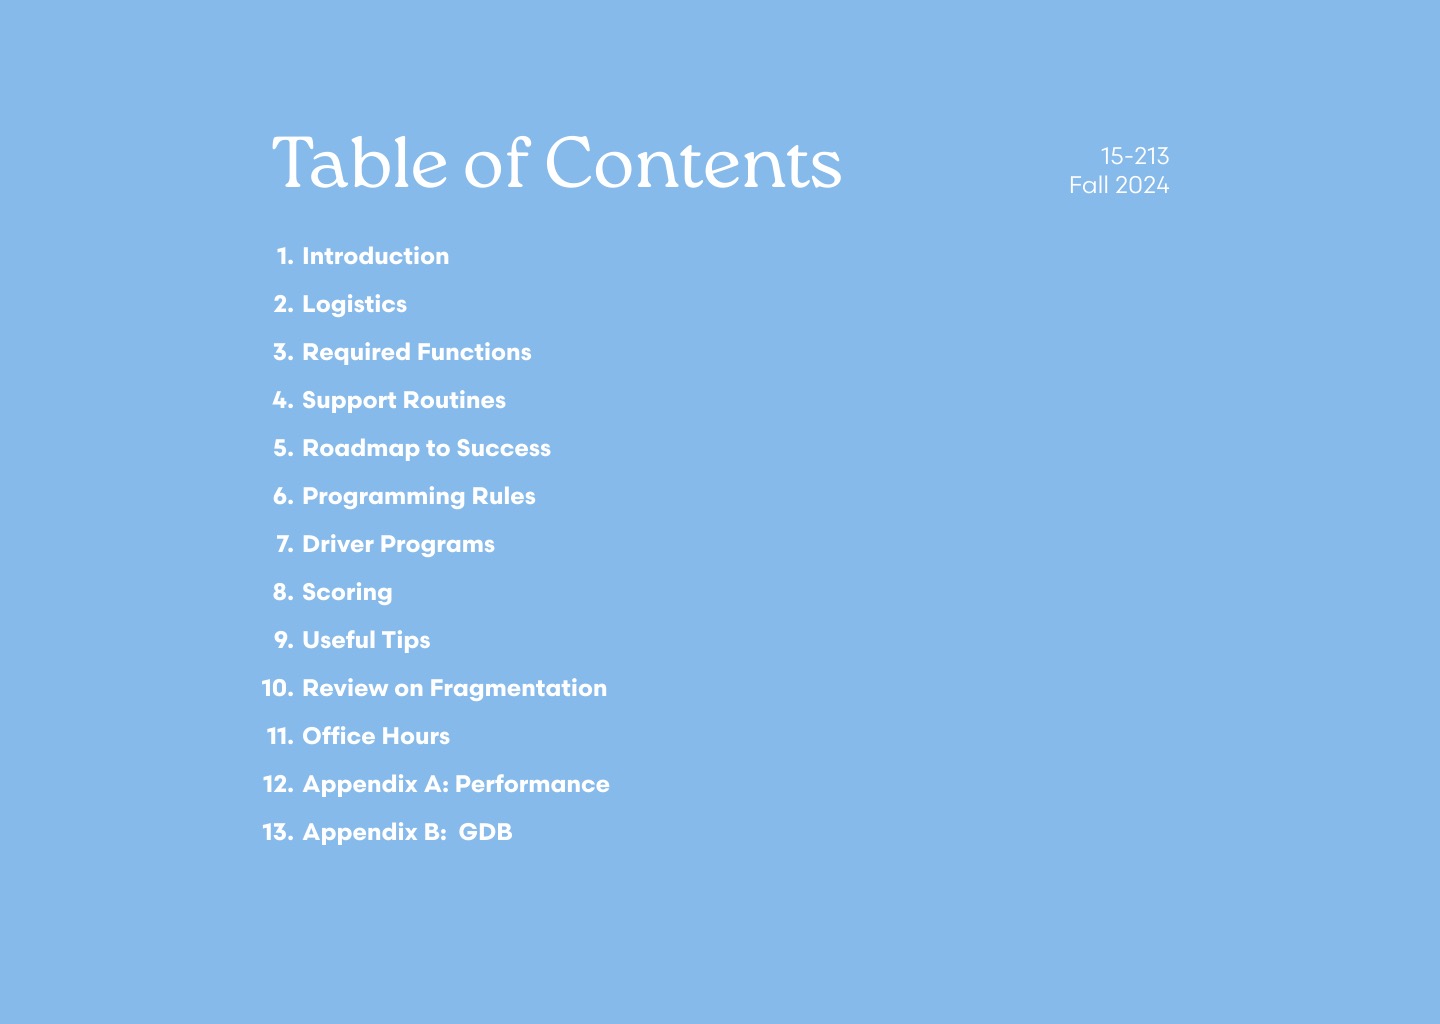 Table of Contents
15-213
Fall 2024
1. Introduction
2. Logistics
3. Required Functions
4. Support Routines
5. Roadmap to Success
6. Programming Rules
7. Driver Programs
8. Scoring
9. Useful Tips
10. Review on Fragmentation
11. Office Hours
12. Appendix A: Performance
13. Appendix B:  GDB